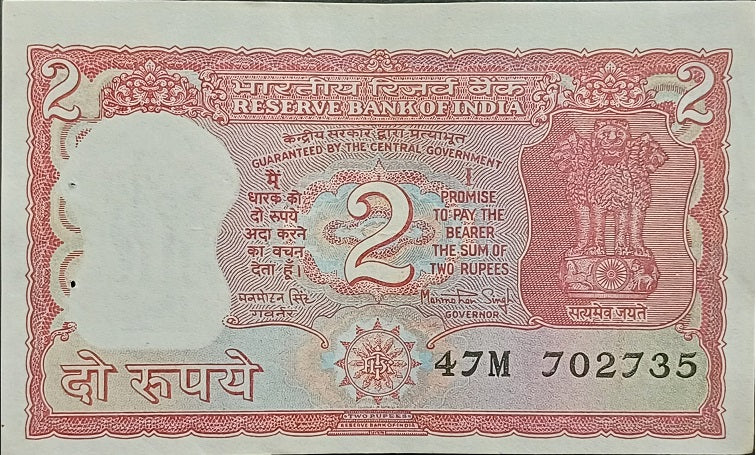 2
2
भारतीय रिज़र्व बैंक
RESERVE BANK OF INDIA
केन्द्रीय सरकार द्वारा प्रत्याभूत
GUARANTEED BY THE CENTRAL GOVERNMENT
मैं
धारक को
दो रुपये
अदा करने
का वचन
देता हूँ।
A
2
I
PROMISE
TO PAY THE
BEARER
THE SUM OF
TWO RUPEES
मनमोहन सिंह
गवर्नर
Manmohan Singh
GOVERNOR
सत्यमेव जयते
दो रुपये
47M 702735
TWO RUPEES
RESERVE BANK OF INDIA